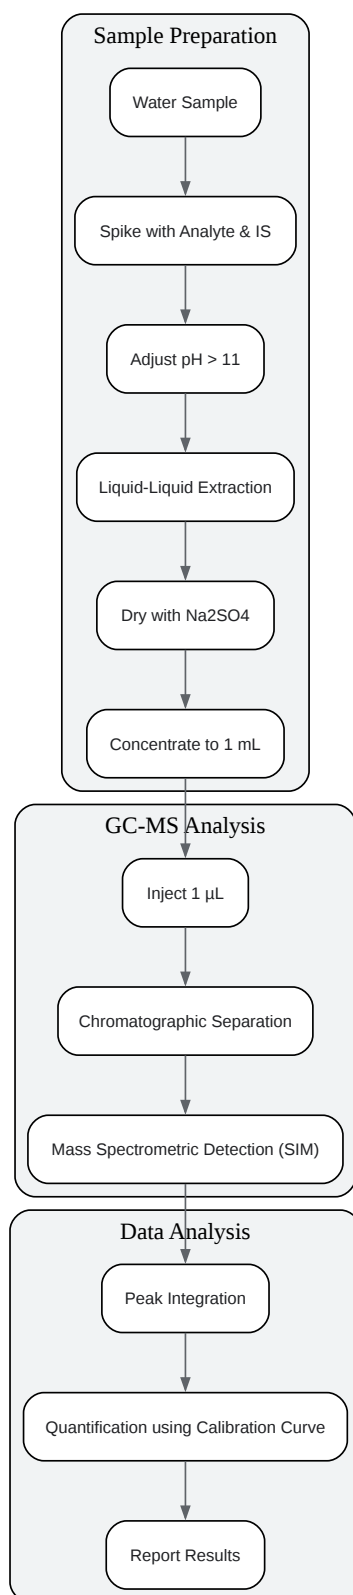 Sample Preparation
Water Sample
Spike with Analyte & IS
Adjust pH > 11
Liquid-Liquid Extraction
Dry with Na2SO4
Concentrate to 1 mL
GC-MS Analysis
Inject 1 µL
Chromatographic Separation
Mass Spectrometric Detection (SIM)
Data Analysis
Peak Integration
Quantification using Calibration Curve
Report Results